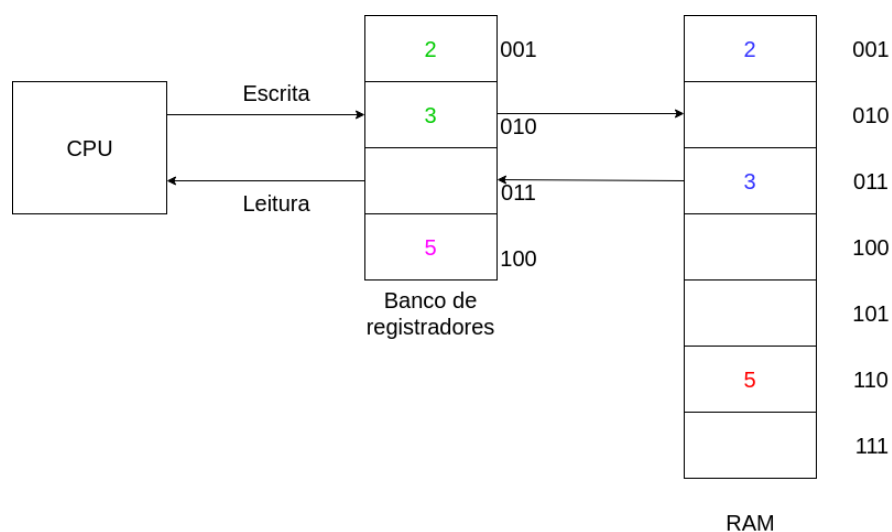 2 001 2 001
Escrita
CPU
3 010 010
Leitura
011 3 011
5 100 100
Banco de
registradores
101
5 110
111
RAM